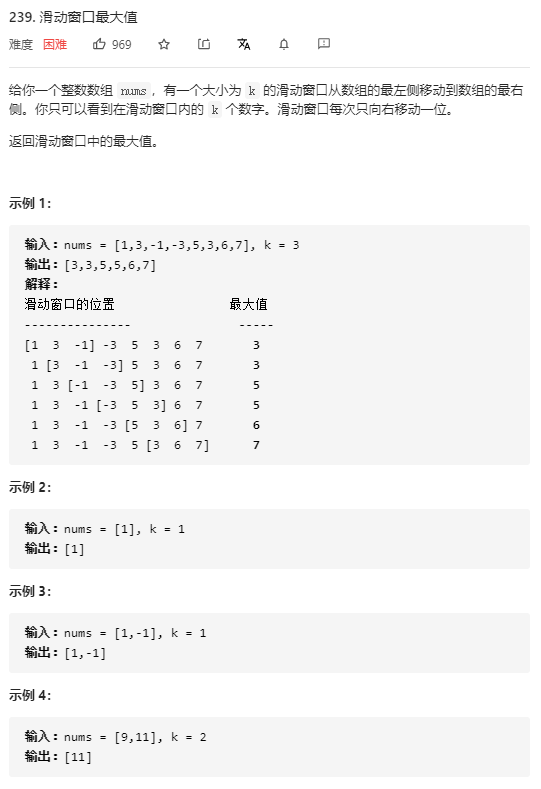 239. 滑动窗口最大值
难度 困难 969
给你一个整数数组 nums，有一个大小为 k 的滑动窗口从数组的最左侧移动到数组的最右
侧。你只可以看到在滑动窗口内的 k 个数字。滑动窗口每次只向右移动一位。
返回滑动窗口中的最大值。
示例 1：
输入：nums = [1,3,-1,-3,5,3,6,7], k = 3
输出：[3,3,5,5,6,7]
解释：
滑动窗口的位置 最大值
--------------- -----
[1 3 -1] -3 5 3 6 7 3
1 [3 -1 -3] 5 3 6 7 3
1 3 [-1 -3 5] 3 6 7 5
1 3 -1 [-3 5 3] 6 7 5
1 3 -1 -3 [5 3 6] 7 6
1 3 -1 -3 5 [3 6 7] 7
示例 2：
输入：nums = [1], k = 1
输出：[1]
示例 3：
输入：nums = [1,-1], k = 1
输出：[1,-1]
示例 4：
输入：nums = [9,11], k = 2
输出：[11]